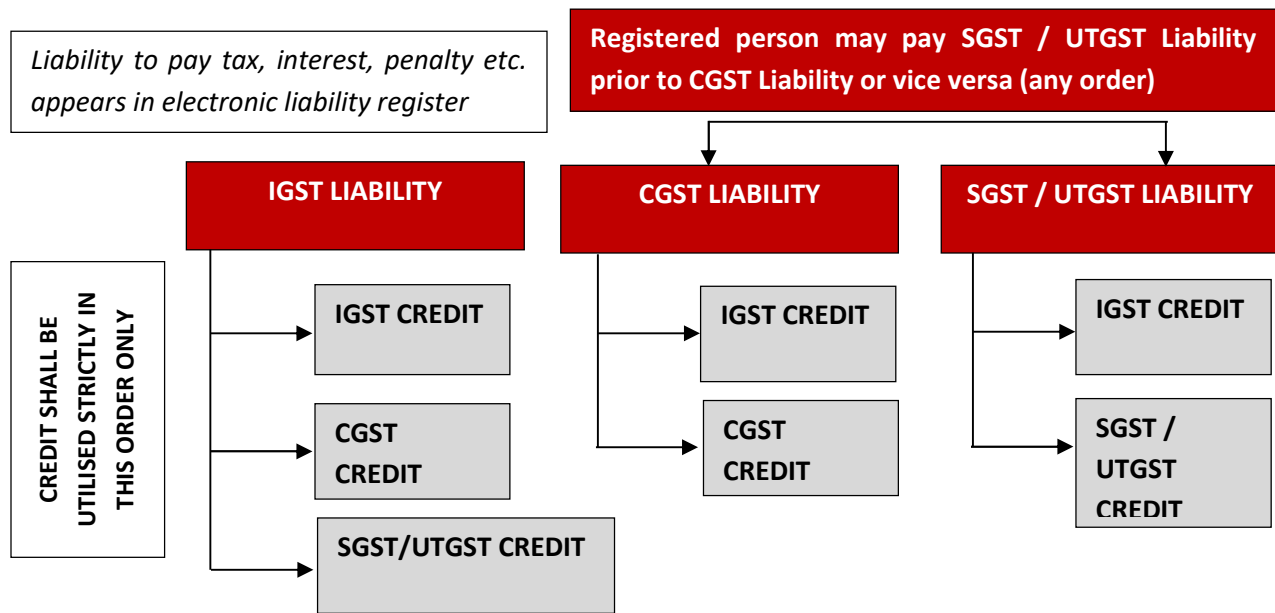 Liability to pay tax, interest, penalty etc.
appears in electronic liability register
Registered person may pay SGST / UTGST Liability
prior to CGST Liability or vice versa (any order)
IGST LIABILITY
CGST LIABILITY
SGST / UTGST LIABILITY
CREDIT SHALL BE
UTILISED STRICTLY IN
THIS ORDER ONLY
IGST CREDIT
CGST
CREDIT
SGST/UTGST CREDIT
IGST CREDIT
CGST
CREDIT
IGST CREDIT
SGST /
UTGST
CREDIT